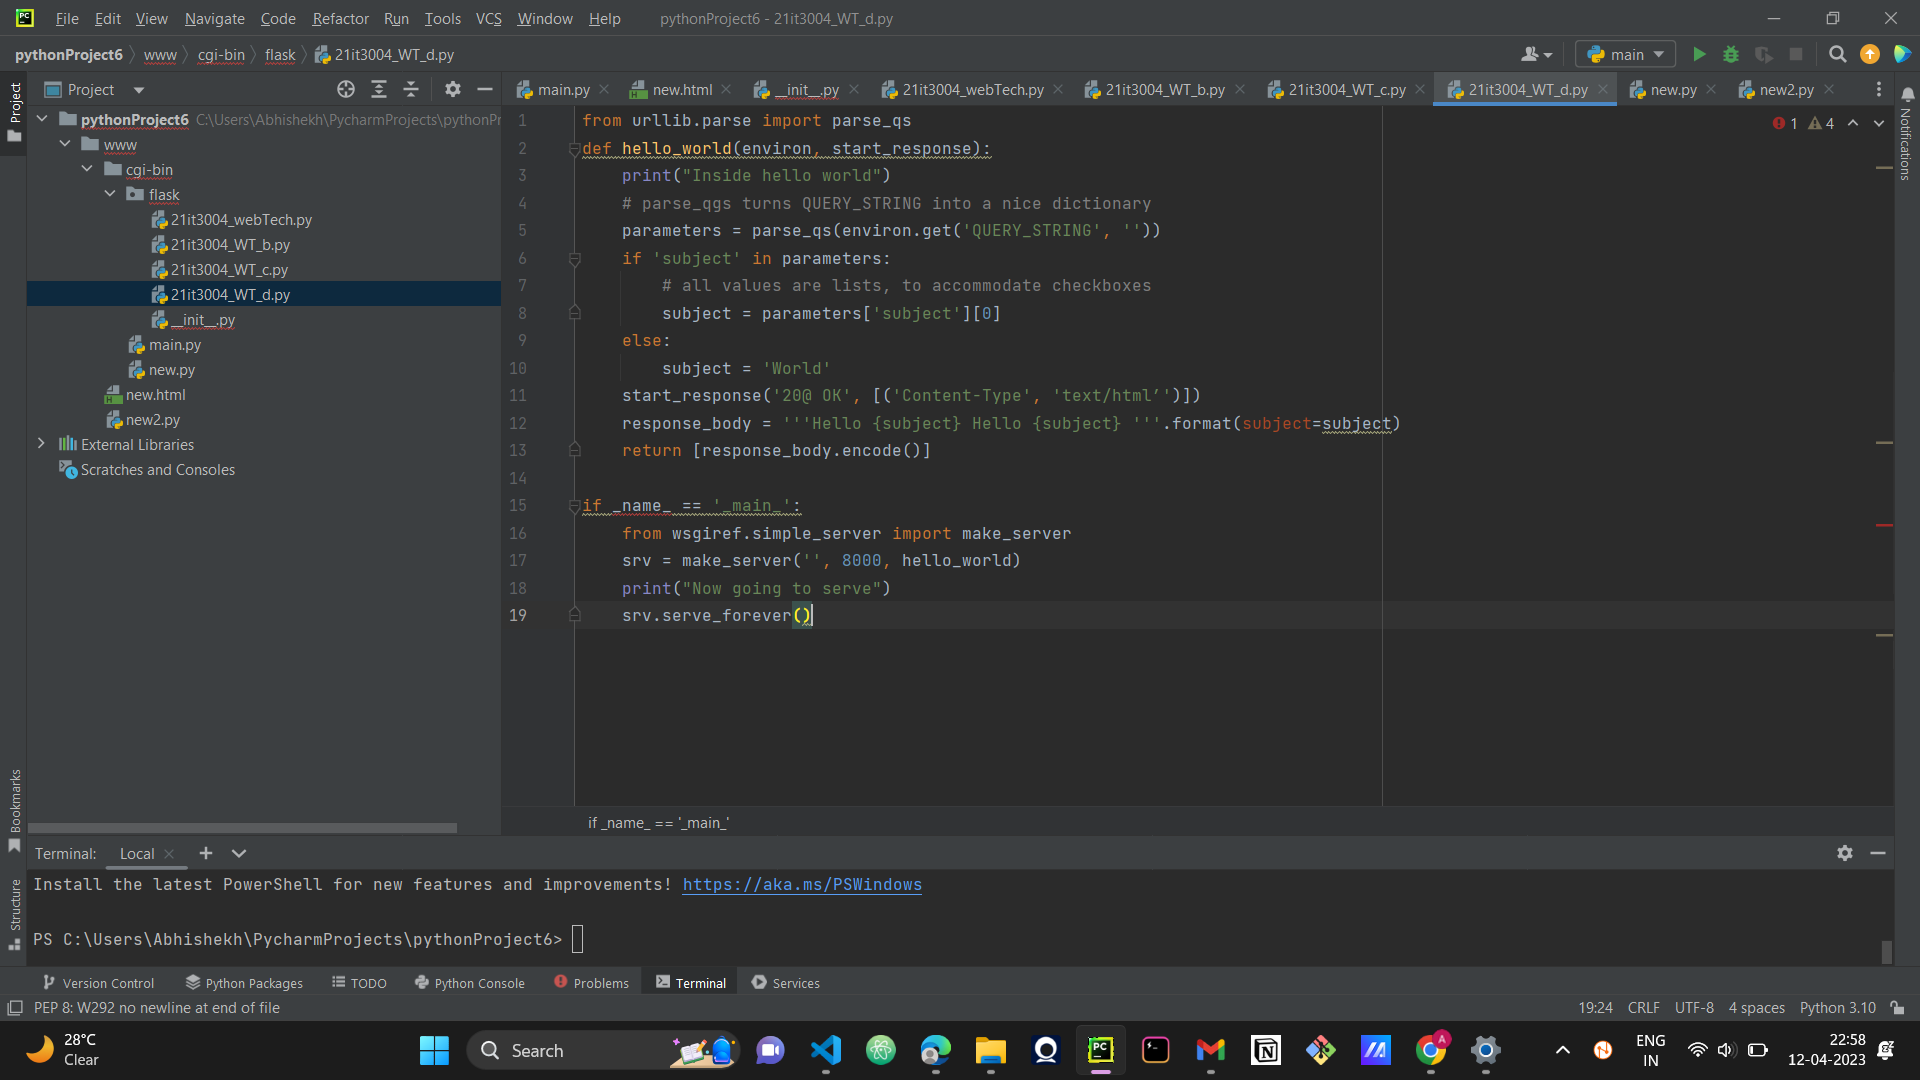 File Edit View Navigate Code Refactor Run Tools VCS Window Help pythonProject6 - 21it3004_WT_d.py
pythonProject6 www cgi-bin flask 21it3004_WT_d.py main
Project main.py new.html __init__.py 21it3004_webTech.py 21it3004_WT_b.py 21it3004_WT_c.py 21it3004_WT_d.py new.py new2.py
Project
Notifications
pythonProject6 C:\Users\Abhishekh\PycharmProjects\pythonPr
www
cgi-bin
flask
21it3004_webTech.py
21it3004_WT_b.py
21it3004_WT_c.py
21it3004_WT_d.py
__init__.py
main.py
new.py
new.html
new2.py
External Libraries
Scratches and Consoles
1 4
1 from urllib.parse import parse_qs
2 def hello_world(environ, start_response):
3 print("Inside hello world")
4 # parse_qgs turns QUERY_STRING into a nice dictionary
5 parameters = parse_qs(environ.get('QUERY_STRING', ''))
6 if 'subject' in parameters:
7 # all values are lists, to accommodate checkboxes
8 subject = parameters['subject'][0]
9 else:
10 subject = 'World'
11 start_response('20@ OK', [('Content-Type', 'text/html’')])
12 response_body = '''Hello {subject} Hello {subject} '''.format(subject=subject)
13 return [response_body.encode()]
14
15 if _name_ == '_main_':
16 from wsgiref.simple_server import make_server
17 srv = make_server('', 8000, hello_world)
18 print("Now going to serve")
19 srv.serve_forever()
if _name_ == '_main_'
Bookmarks
Structure
Terminal: Local
Install the latest PowerShell for new features and improvements! https://aka.ms/PSWindows
PS C:\Users\Abhishekh\PycharmProjects\pythonProject6>
Version Control Python Packages TODO Python Console Problems Terminal Services
PEP 8: W292 no newline at end of file 19:24 CRLF UTF-8 4 spaces Python 3.10
28°C
Clear
Search
ENG
IN
22:58
12-04-2023